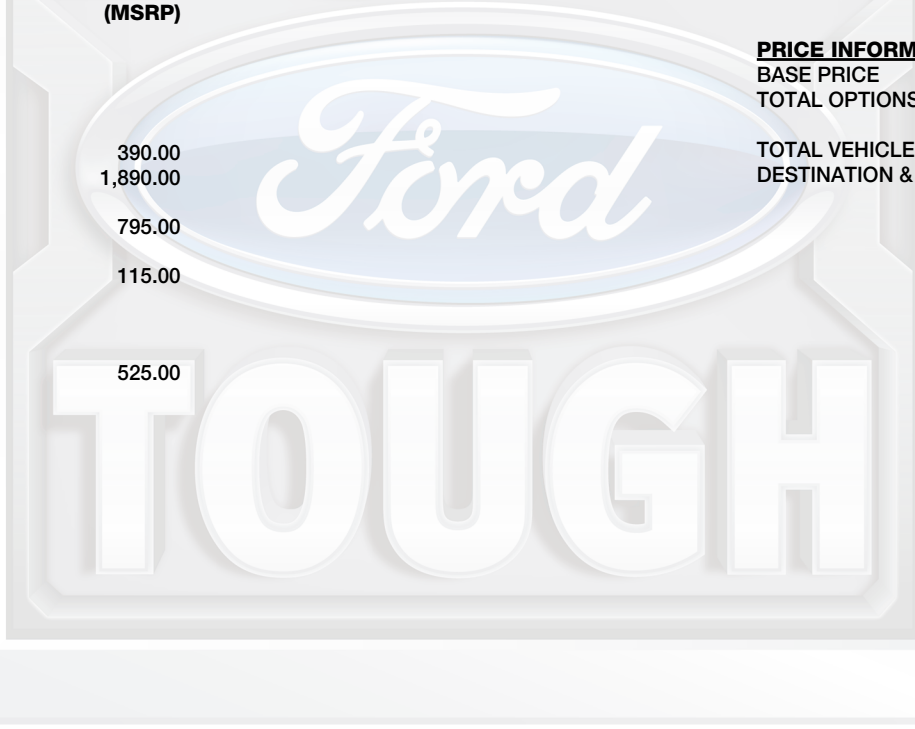 (MSRP)
390.00
1,890.00
795.00
115.00
525.00
PRICE INFORM
BASE PRICE
TOTAL OPTIONS
TOTAL VEHICLE
DESTINATION &
Ford
TOUGH